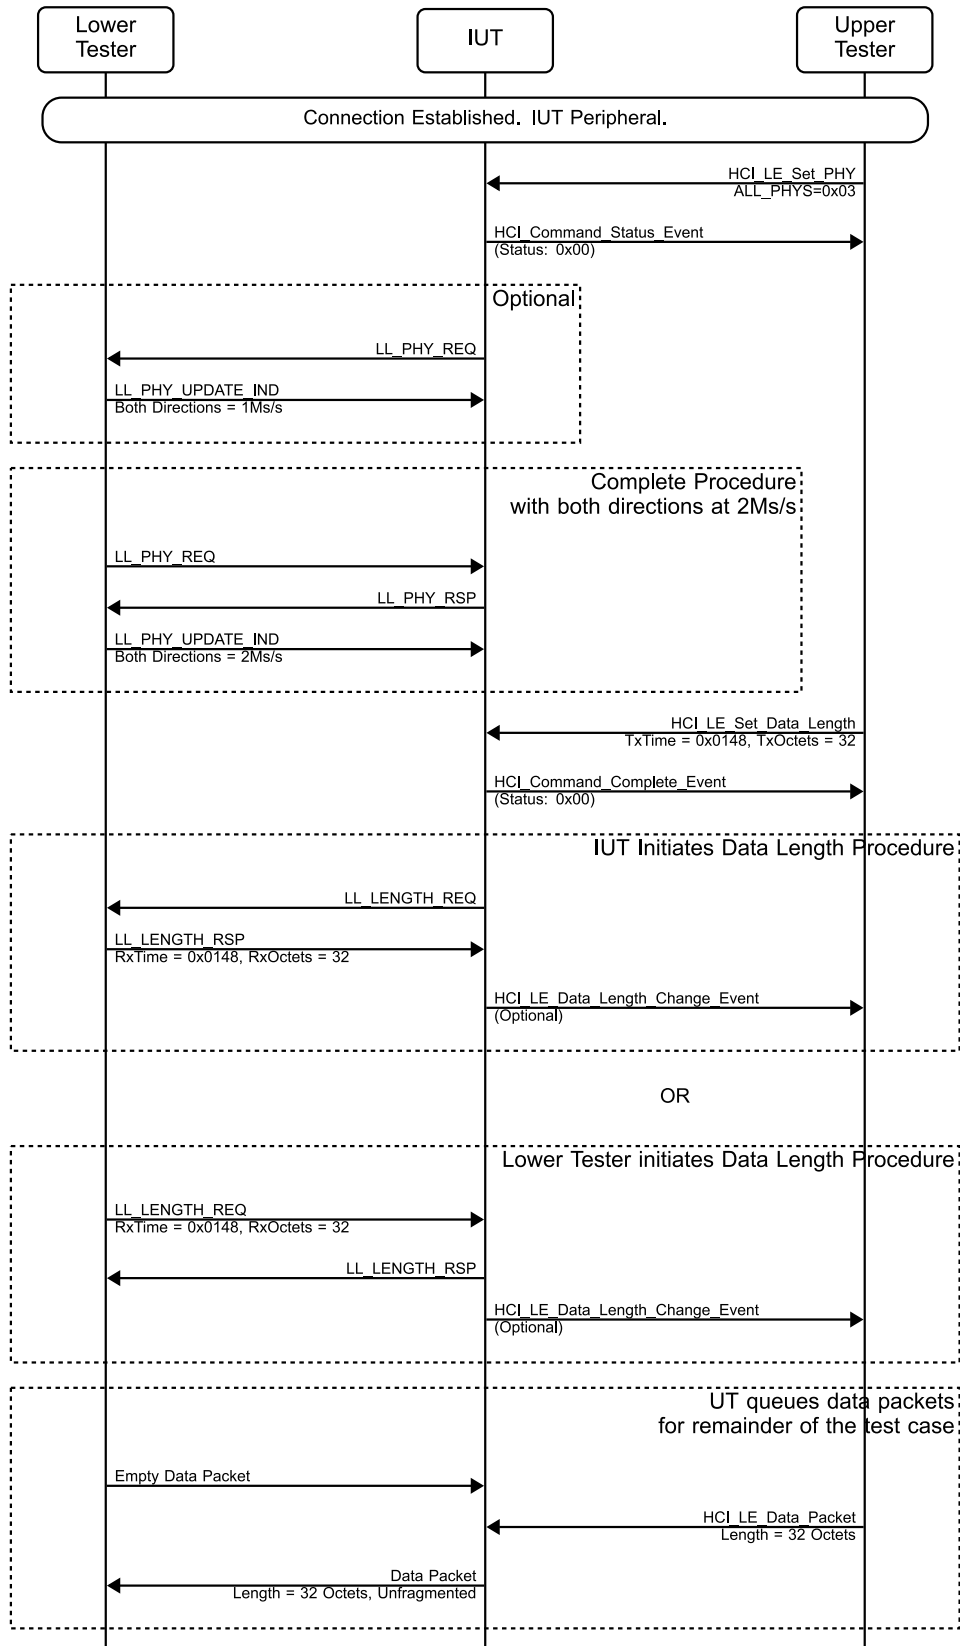 Lower
Tester
IUT
Upper
Tester
Connection Established. IUT Peripheral.
HCI_LE_Set_PHY
ALL_PHYS=0x03
HCI_Command_Status_Event
(Status: 0x00)
Optional
LL_PHY_REQ
LL_PHY_UPDATE_IND
Both Directions = 1Ms/s
Complete Procedure
with both directions at 2Ms/s
LL_PHY_REQ
LL_PHY_RSP
LL_PHY_UPDATE_IND
Both Directions = 2Ms/s
HCI_LE_Set_Data_Length
TxTime = 0x0148, TxOctets = 32
HCI_Command_Complete_Event
(Status: 0x00)
IUT Initiates Data Length Procedure
LL_LENGTH_REQ
LL_LENGTH_RSP
RxTime = 0x0148, RxOctets = 32
HCI_LE_Data_Length_Change_Event
(Optional)
OR
Lower Tester initiates Data Length Procedure
LL_LENGTH_REQ
RxTime = 0x0148, RxOctets = 32
LL_LENGTH_RSP
HCI_LE_Data_Length_Change_Event
(Optional)
UT queues data packets
for remainder of the test case
Empty Data Packet
HCI_LE_Data_Packet
Length = 32 Octets
Data Packet
Length = 32 Octets, Unfragmented